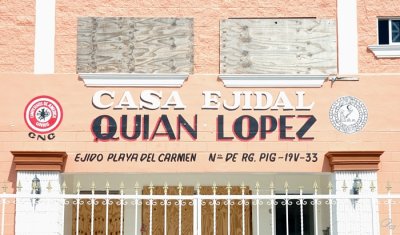 CASA EJIDAL
QUIAN LOPEZ
CNC
EJIDO PLAYA DEL CARMEN No. DE RG. PIG-19V-33